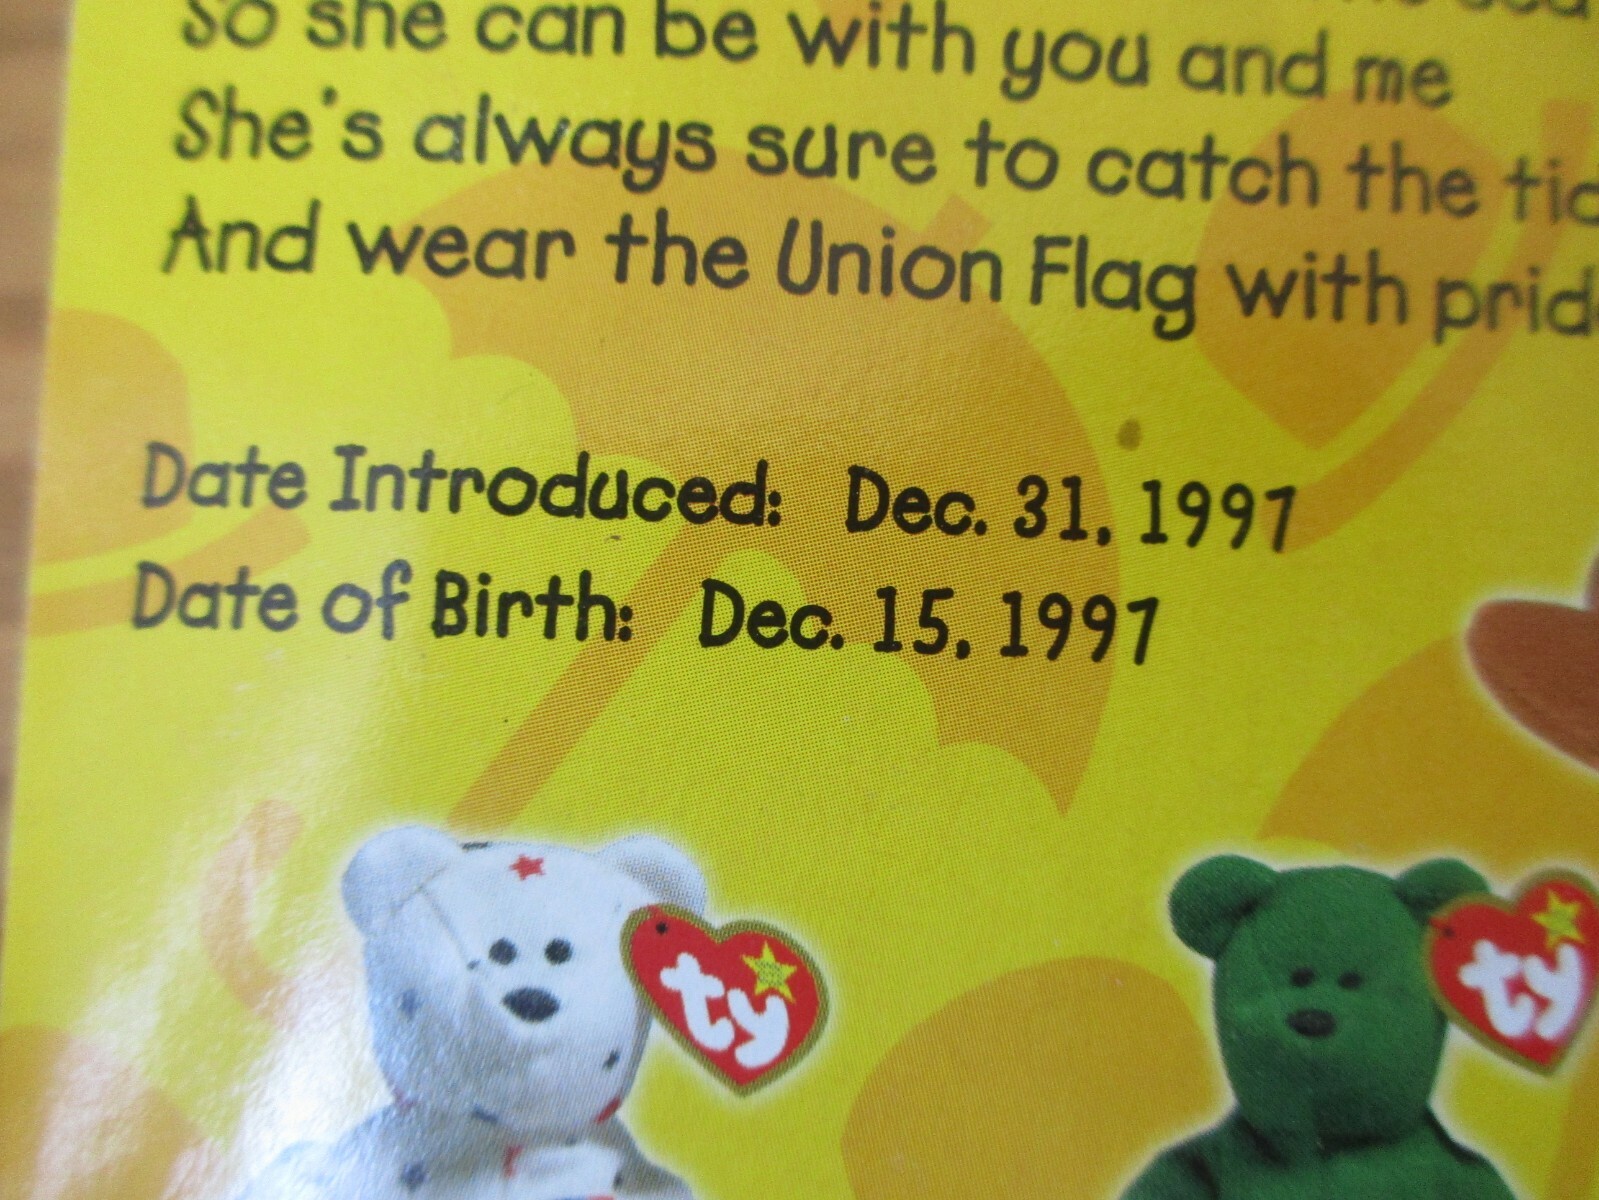 So she can be with you and me
She's always sure to catch the
And wear the Union Flag with
Date Introduced: Dec. 31, 1997
Date of Birth: Dec. 15, 1997
ty
ty